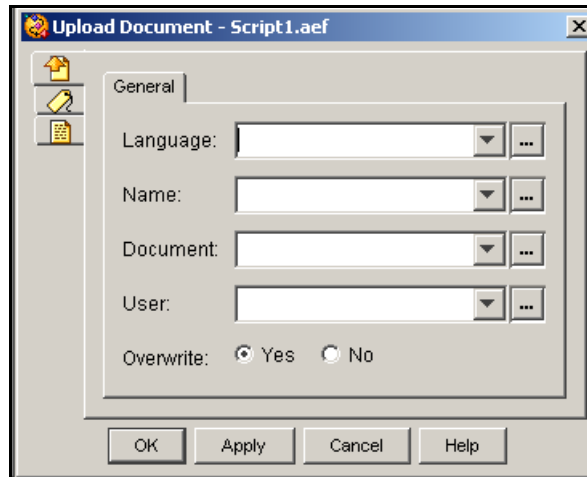 Upload Document - Script1.aef
General
Language:
...
Name:
...
Document:
...
User:
...
Overwrite: Yes No
OK Apply Cancel Help